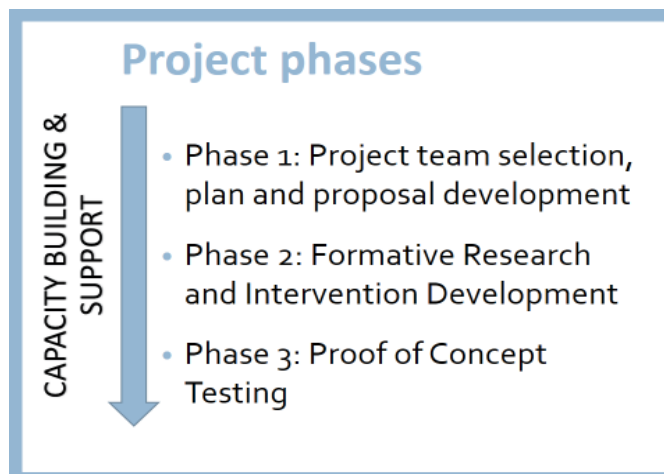 Project phases
CAPACITY BUILDING &
SUPPORT
• Phase 1: Project team selection,
plan and proposal development
• Phase 2: Formative Research
and Intervention Development
• Phase 3: Proof of Concept
Testing